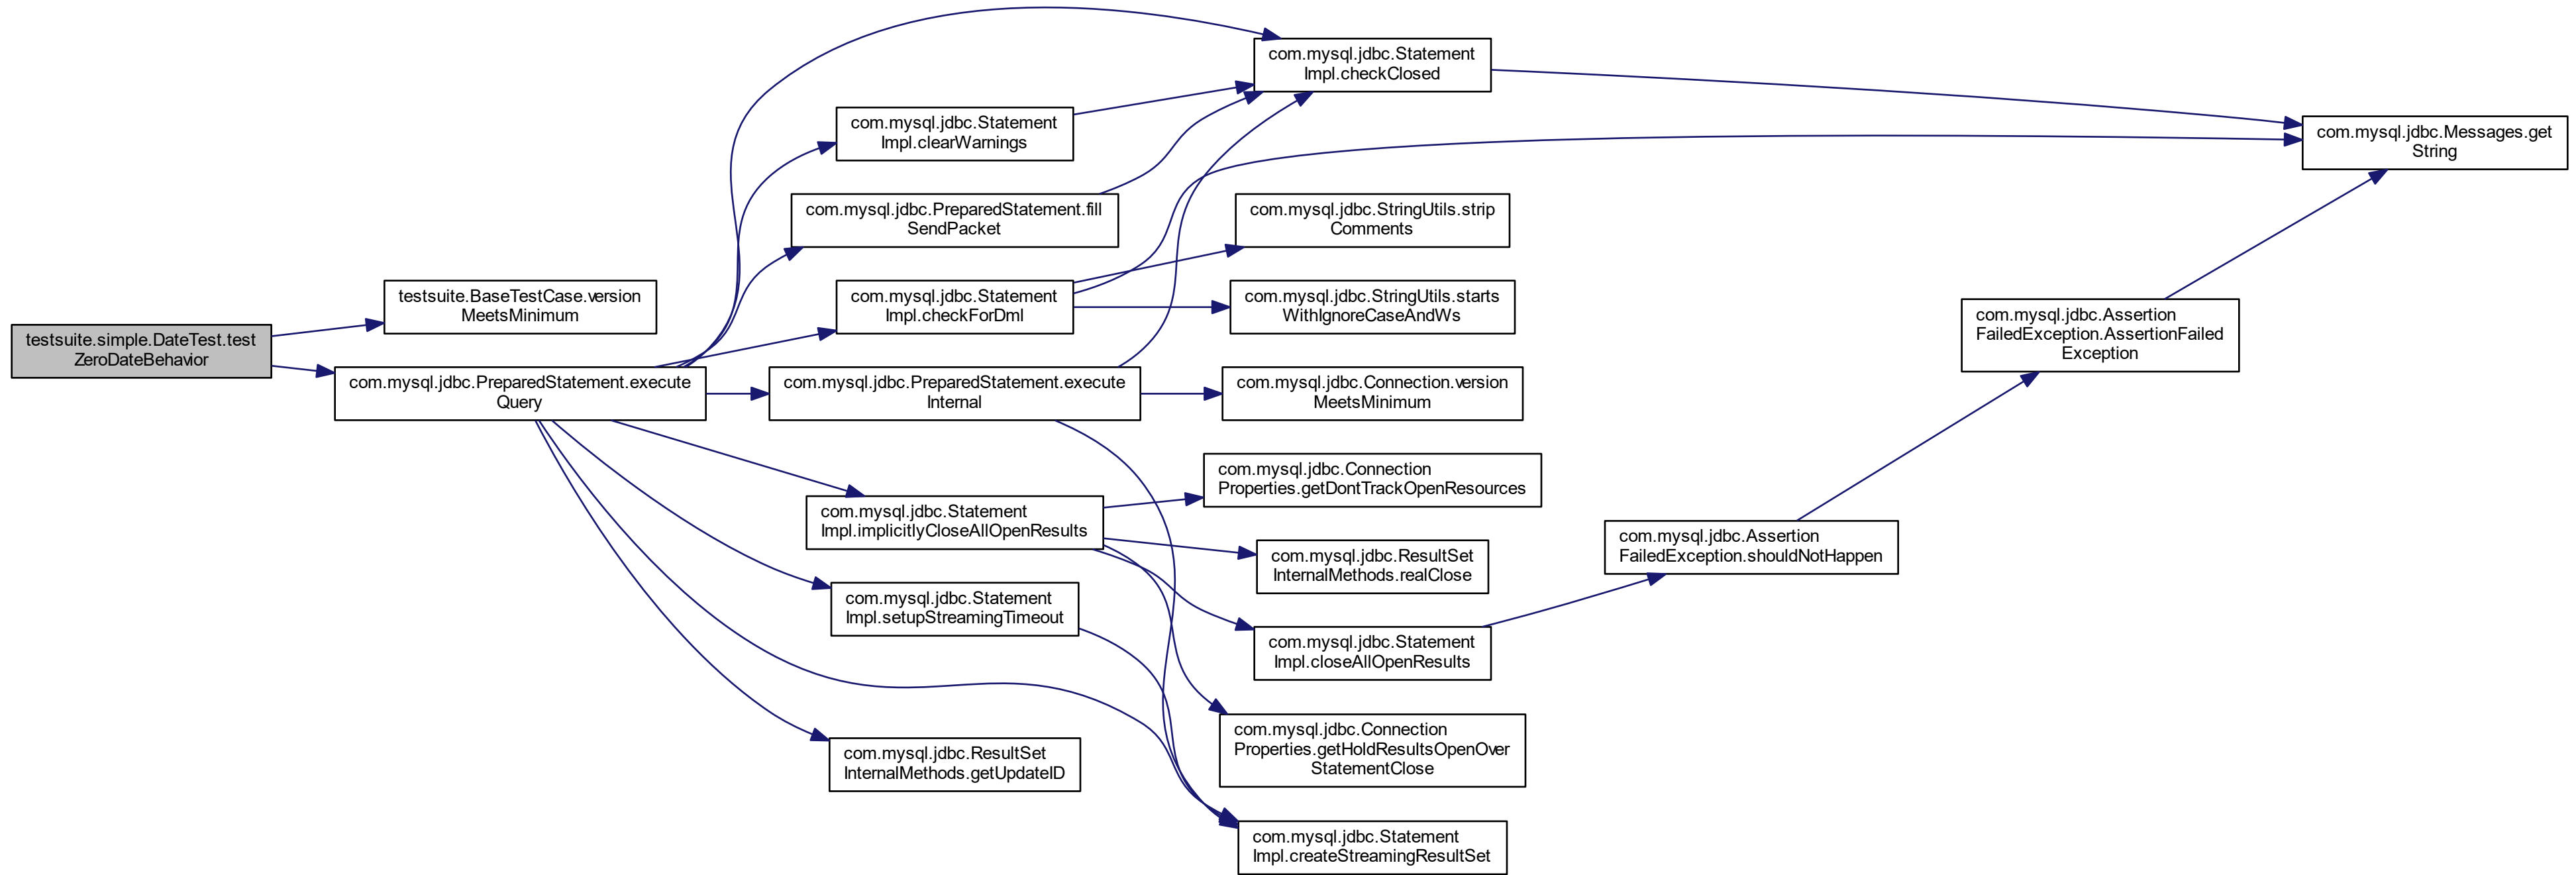 com.mysql.jdbc.Statement
Impl.checkClosed
com.mysql.jdbc.Statement
Impl.clearWarnings
com.mysql.jdbc.Messages.get
String
com.mysql.jdbc.PreparedStatement.fill
SendPacket
com.mysql.jdbc.StringUtils.strip
Comments
testsuite.BaseTestCase.version
MeetsMinimum
com.mysql.jdbc.Statement
Impl.checkForDml
com.mysql.jdbc.StringUtils.starts
WithIgnoreCaseAndWs
testsuite.simple.DateTest.test
ZeroDateBehavior
com.mysql.jdbc.Assertion
FailedException.AssertionFailed
Exception
com.mysql.jdbc.PreparedStatement.execute
Query
com.mysql.jdbc.PreparedStatement.execute
Internal
com.mysql.jdbc.Connection.version
MeetsMinimum
com.mysql.jdbc.Connection
Properties.getDontTrackOpenResources
com.mysql.jdbc.Statement
Impl.implicitlyCloseAllOpenResults
com.mysql.jdbc.ResultSet
InternalMethods.realClose
com.mysql.jdbc.Assertion
FailedException.shouldNotHappen
com.mysql.jdbc.Statement
Impl.setupStreamingTimeout
com.mysql.jdbc.Statement
Impl.closeAllOpenResults
com.mysql.jdbc.Connection
Properties.getHoldResultsOpenOver
StatementClose
com.mysql.jdbc.ResultSet
InternalMethods.getUpdateID
com.mysql.jdbc.Statement
Impl.createStreamingResultSet